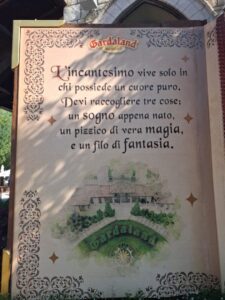 Gardaland
L'incantesimo vive solo in
chi possiede un cuore puro.
Devi raccogliere tre cose:
un sogno appena nato,
un pizzico di vera magia,
e un filo di fantasia.
Gardaland